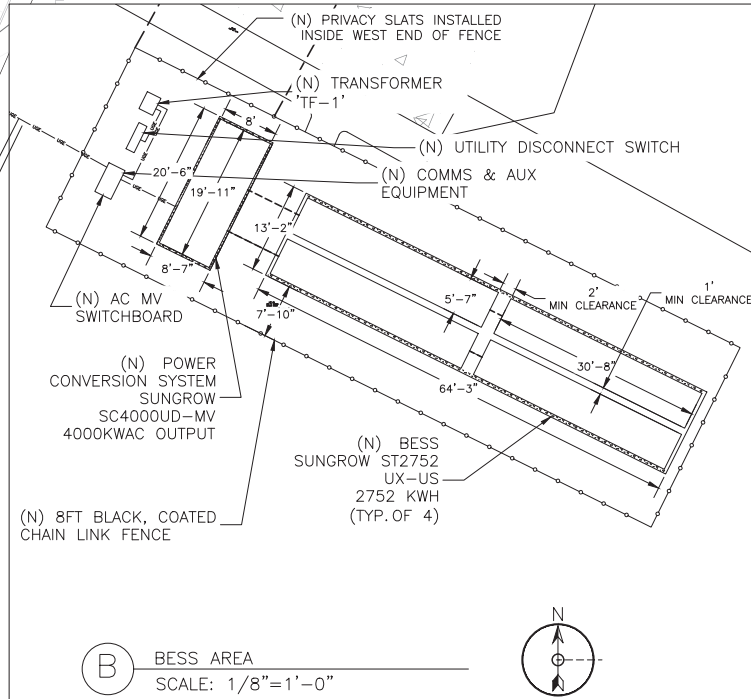 (N) PRIVACY SLATS INSTALLED
INSIDE WEST END OF FENCE
(N) TRANSFORMER
'TF-1'
8'
(N) UTILITY DISCONNECT SWITCH
(N) COMMS & AUX
EQUIPMENT
20'-6"
19'-11"
13'-2"
8'-7"
7'-10"
5'-7"
2'
MIN CLEARANCE
1'
MIN CLEARANCE
30'-8"
64'-3"
(N) AC MV
SWITCHBOARD
(N) POWER
CONVERSION SYSTEM
SUNGROW
SC4000UD-MV
4000KWAC OUTPUT
(N) BESS
SUNGROW ST2752
UX-US
2752 KWH
(TYP. OF 4)
(N) 8FT BLACK, COATED
CHAIN LINK FENCE
N
B
BESS AREA
SCALE: 1/8"=1'-0"